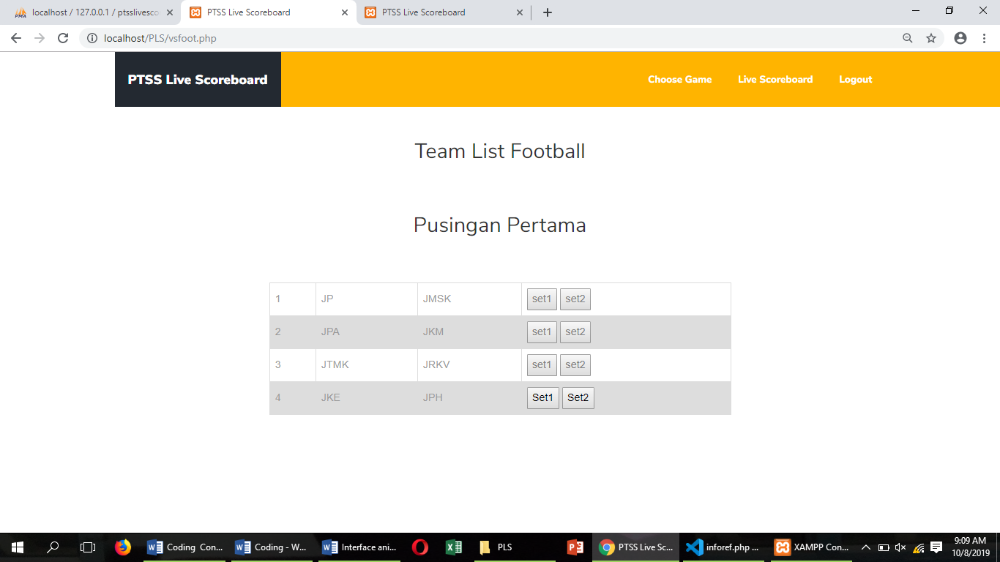 localhost / 127.0.0.1 / ptsslivesco
PTSS Live Scoreboard
PTSS Live Scoreboard
localhost/PLS/vsfoot.php
PTSS Live Scoreboard
Choose Game Live Scoreboard Logout
Team List Football
Pusingan Pertama
1 JP JMSK set1 set2
2 JPA JKM set1 set2
3 JTMK JRKV set1 set2
4 JKE JPH Set1 Set2
Coding Con... Coding - W... Interface ani... PLS PTSS Live Sc... inforef.php ... XAMPP Con...
9:09 AM
10/8/2019